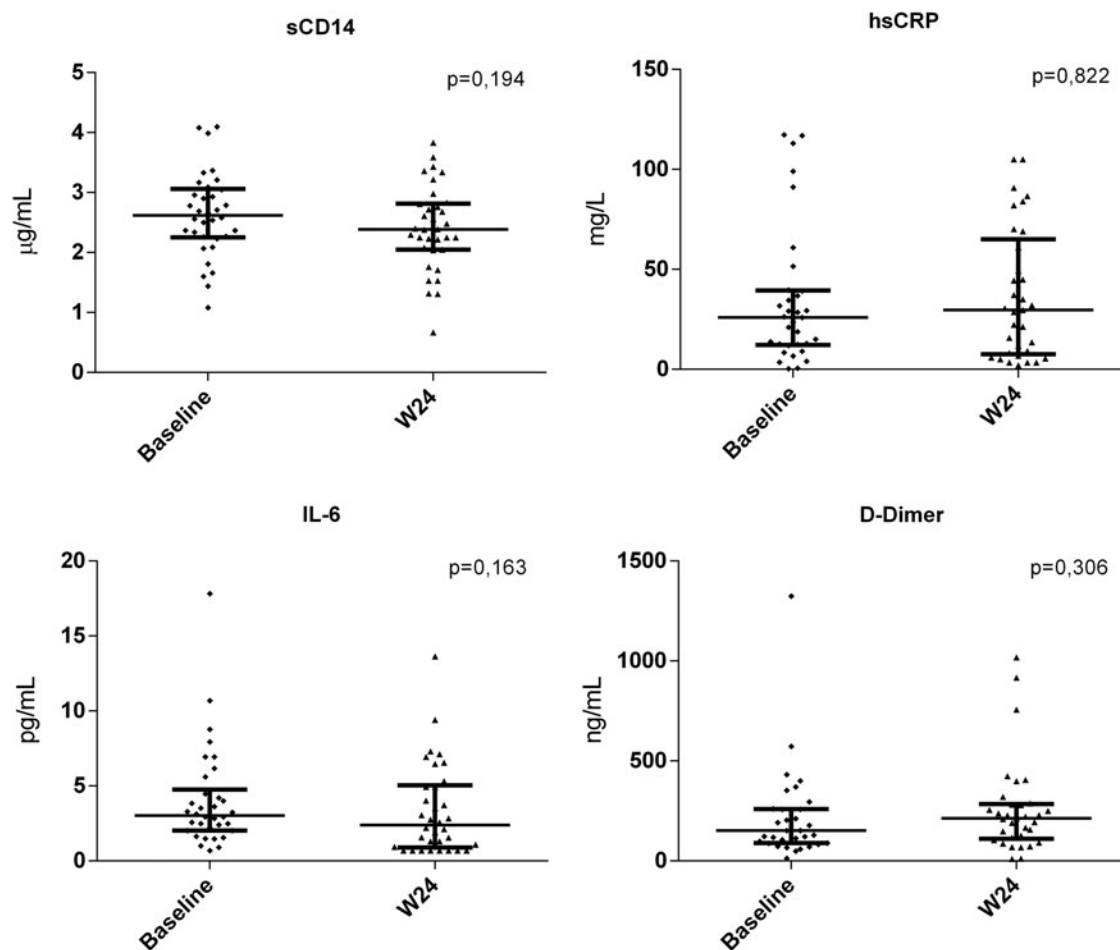 sCD14
p=0,194
5
4
3
2
1
0
µg/mL
Baseline
W24
hsCRP
p=0,822
150
100
50
0
mg/L
Baseline
W24
IL-6
p=0,163
20
15
10
5
0
pg/mL
Baseline
W24
D-Dimer
p=0,306
1500
1000
500
0
ng/mL
Baseline
W24